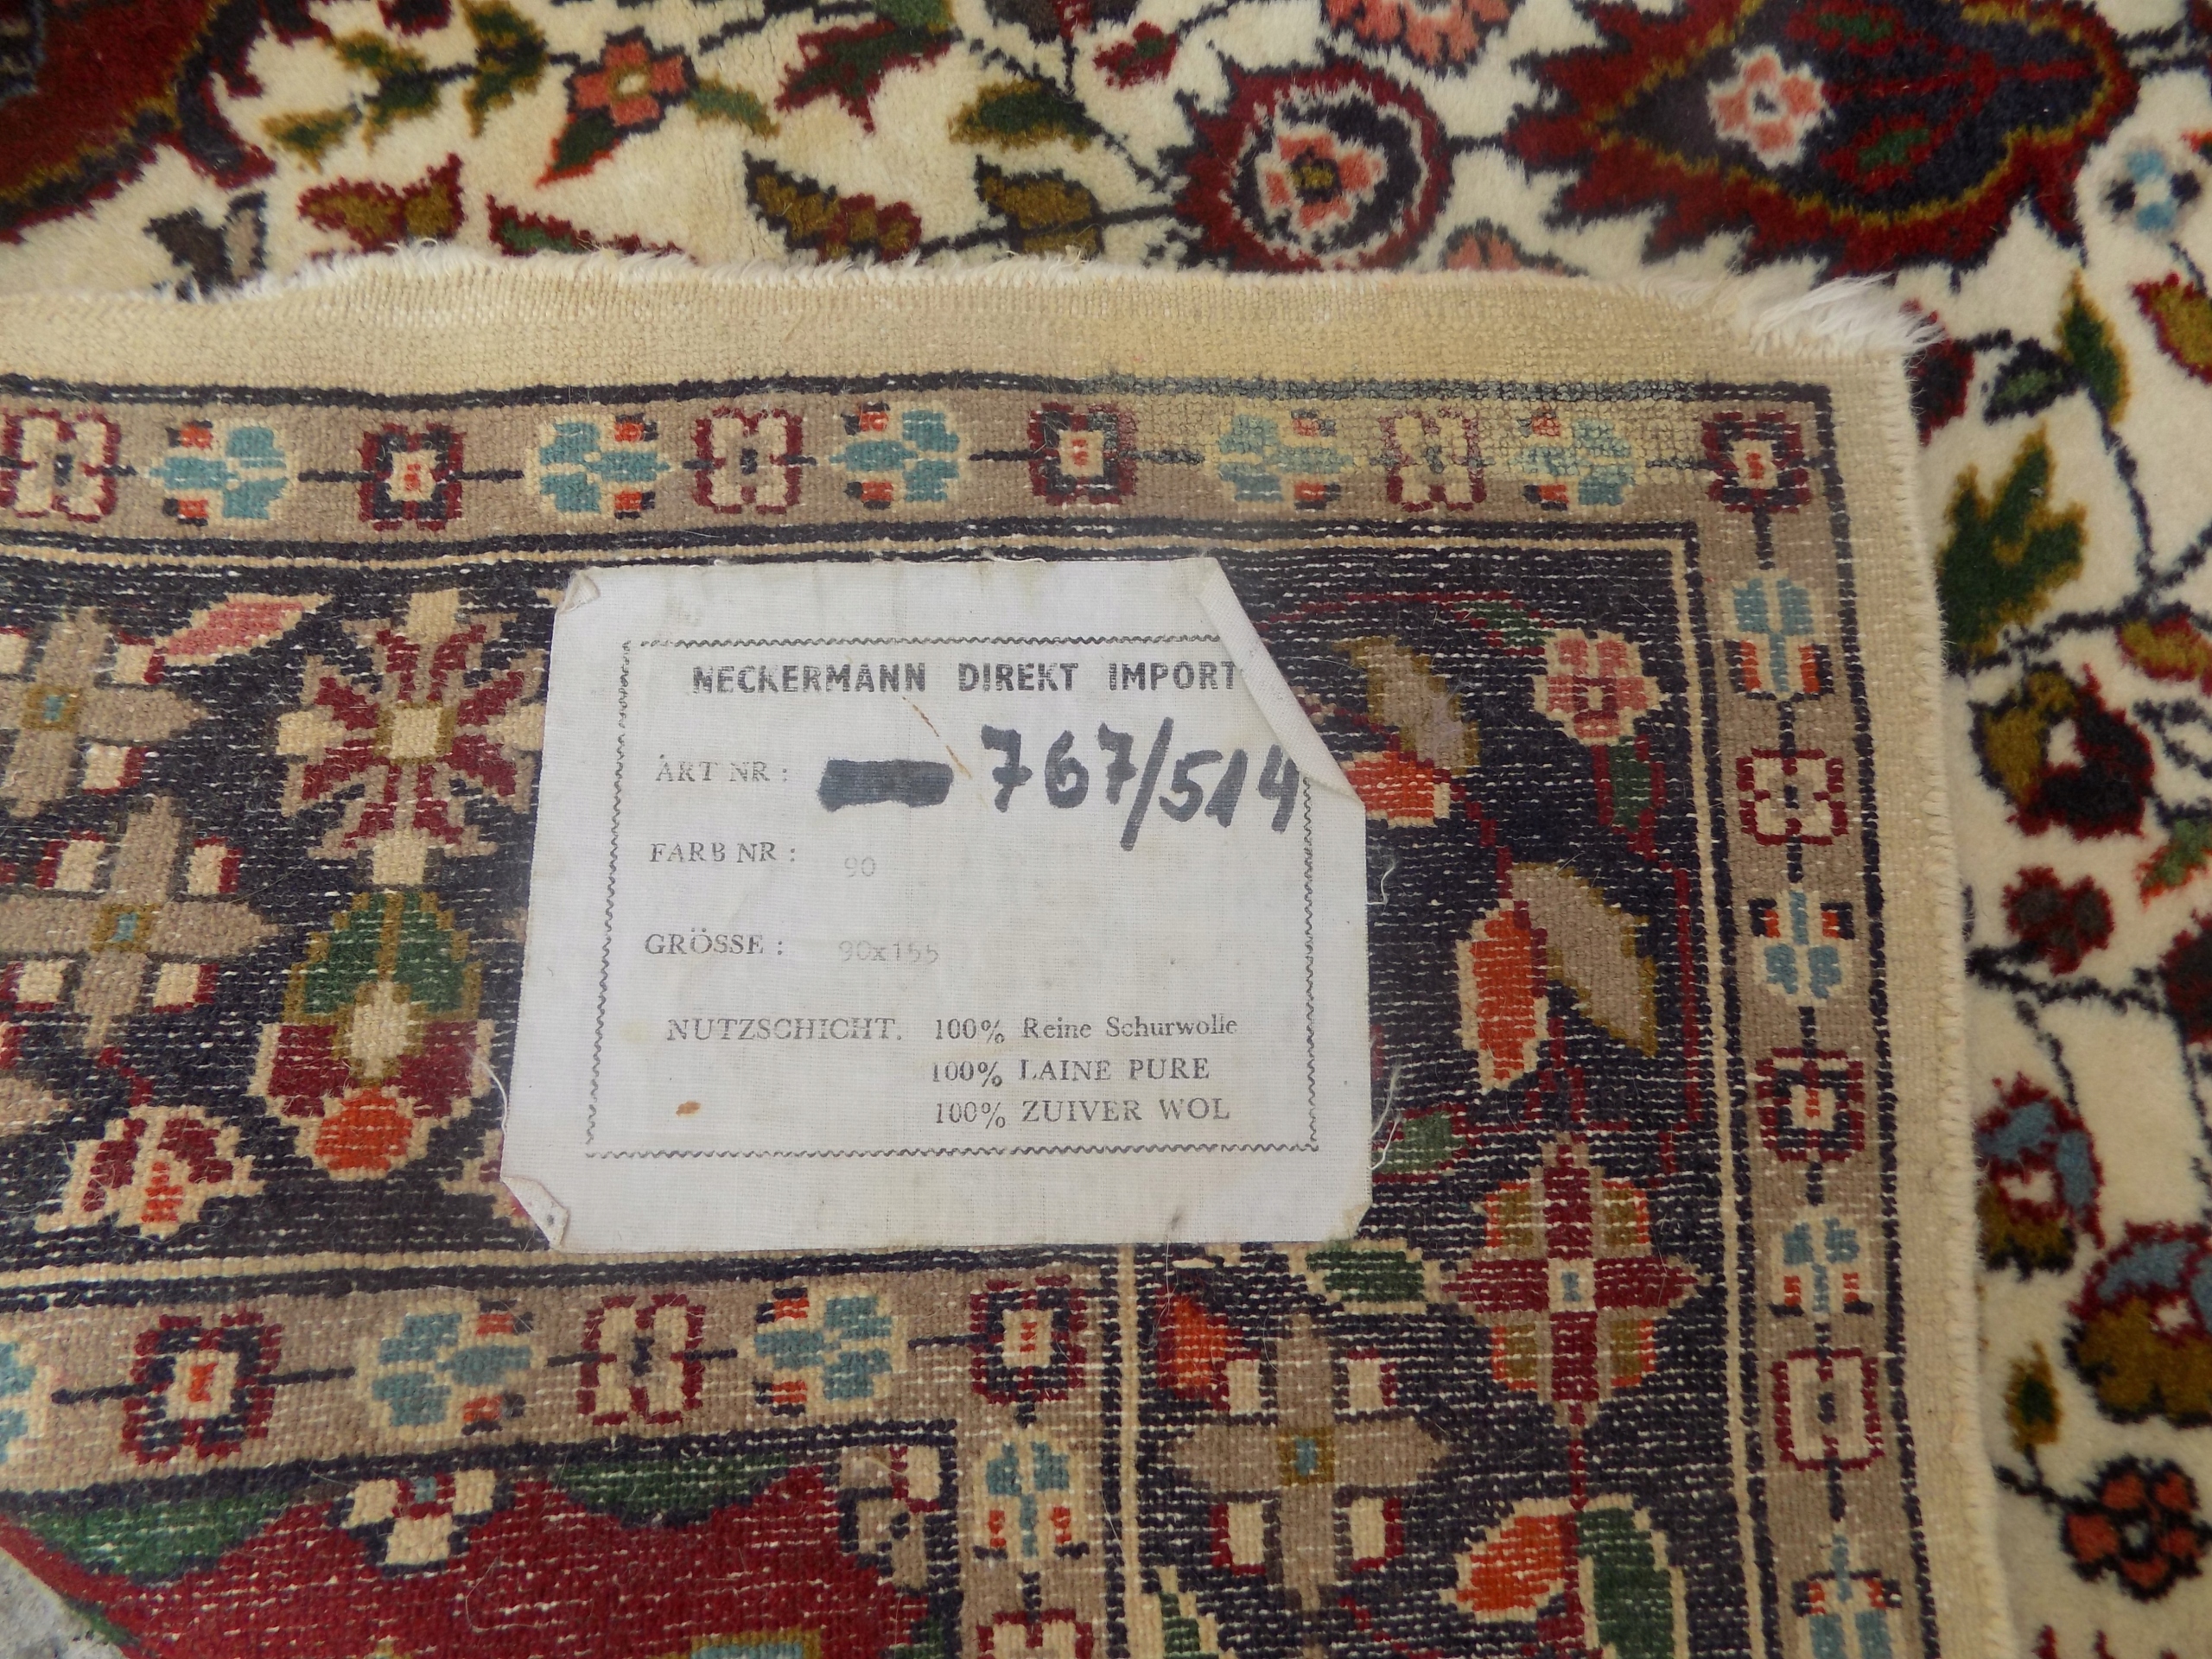 NECKERMANN DIREKT IMPORT
ART NR : 767/514
FARB NR : 90
GRÖSSE : 90x155
NUTZSCHICHT. 100% Reine Schurwolle
100% LAINE PURE
100% ZUIVER WOL